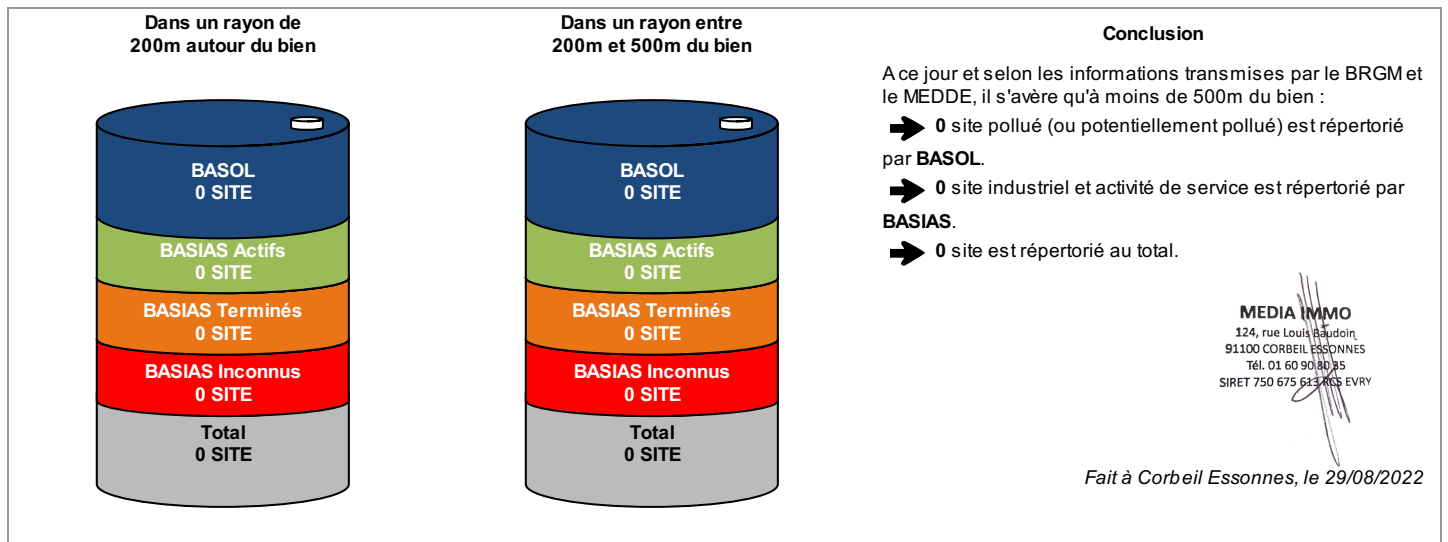 Dans un rayon de
200m autour du bien
BASOL
0 SITE
BASIAS Actifs
0 SITE
BASIAS Terminés
0 SITE
BASIAS Inconnus
0 SITE
Total
0 SITE
Dans un rayon entre
200m et 500m du bien
BASOL
0 SITE
BASIAS Actifs
0 SITE
BASIAS Terminés
0 SITE
BASIAS Inconnus
0 SITE
Total
0 SITE
Conclusion
A ce jour et selon les informations transmises par le BRGM et
le MEDDE, il s'avère qu'à moins de 500m du bien :
0 site pollué (ou potentiellement pollué) est répertorié
par BASOL.
0 site industriel et activité de service est répertorié par
BASIAS.
0 site est répertorié au total.
MEDIA IMMO
124, rue Louis Baudoin
91100 CORBEIL ESSONNES
Tél. 01 60 90 80 85
SIRET 750 675 613 RCS EVRY
Fait à Corbeil Essonnes, le 29/08/2022